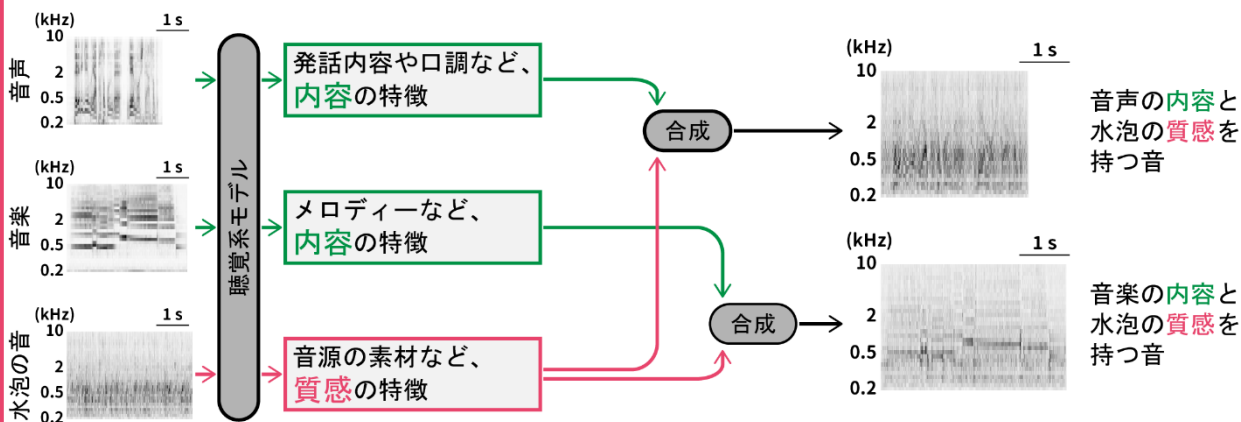 (kHz)
1 s
10
2
0.5
0.2
音声
(kHz)
1 s
10
2
0.5
0.2
音楽
(kHz)
1 s
10
2
0.5
0.2
水泡の音
聴覚系モデル
発話内容や口調など、
内容の特徴
メロディーなど、
内容の特徴
音源の素材など、
質感の特徴
合成
合成
(kHz)
1 s
10
2
0.5
0.2
音声の内容と
水泡の質感を
持つ音
(kHz)
1 s
10
2
0.5
0.2
音楽の内容と
水泡の質感を
持つ音